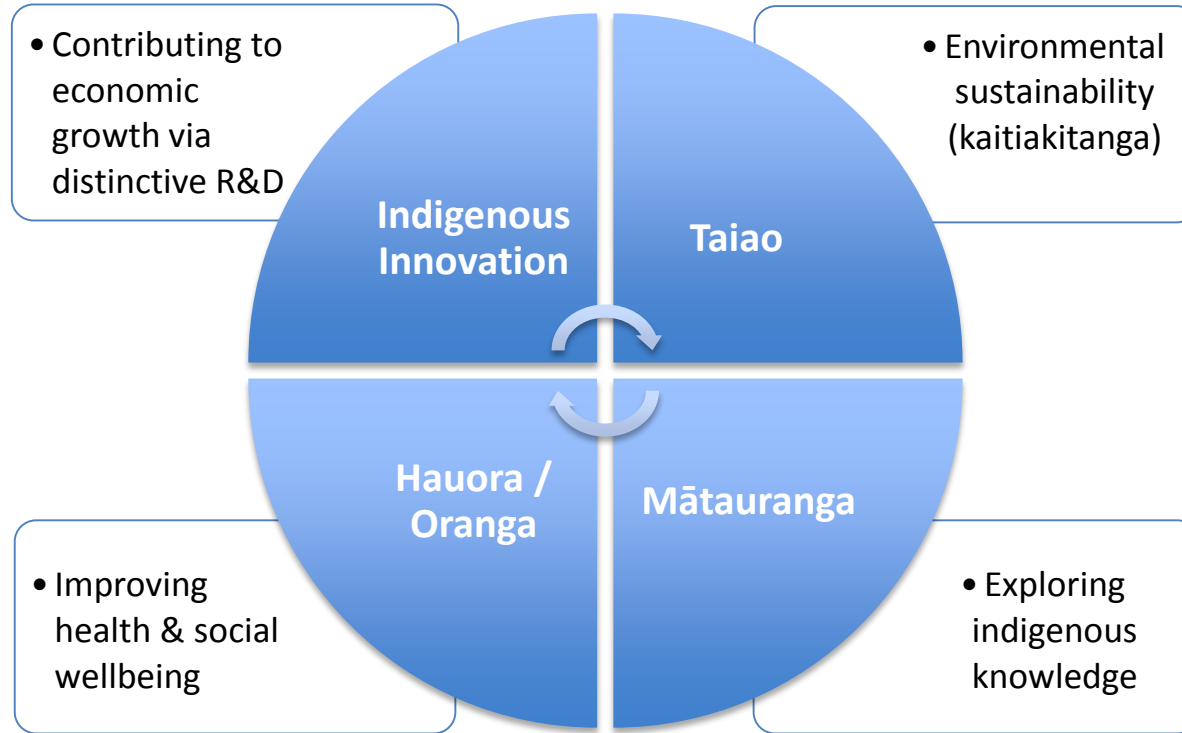 • Contributing to
economic
growth via
distinctive R&D
Indigenous
Innovation
• Environmental
sustainability
(kaitiakitanga)
Taiao
Hauora /
Oranga
• Improving
health & social
wellbeing
Mātauranga
• Exploring
indigenous
knowledge